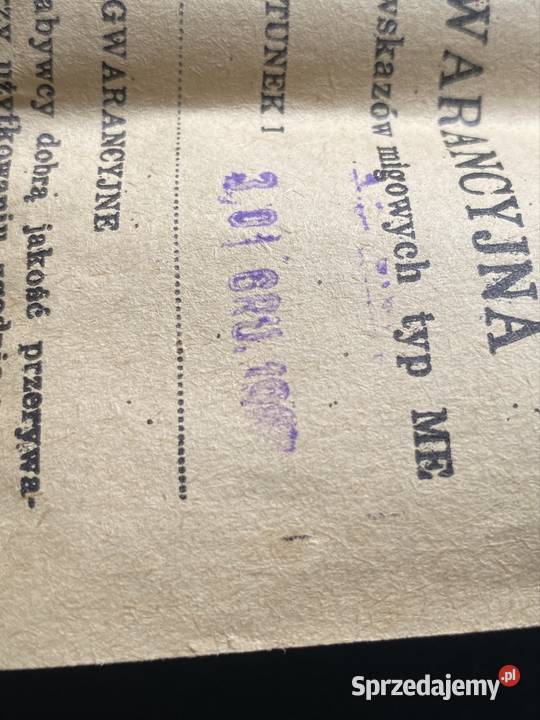 WARANCYJNA
wskazów migowych typ ME
TUNEK I
GWARANCYJNE
abywcy dobrą jakość przerywa-
Sprzedajemy.pl